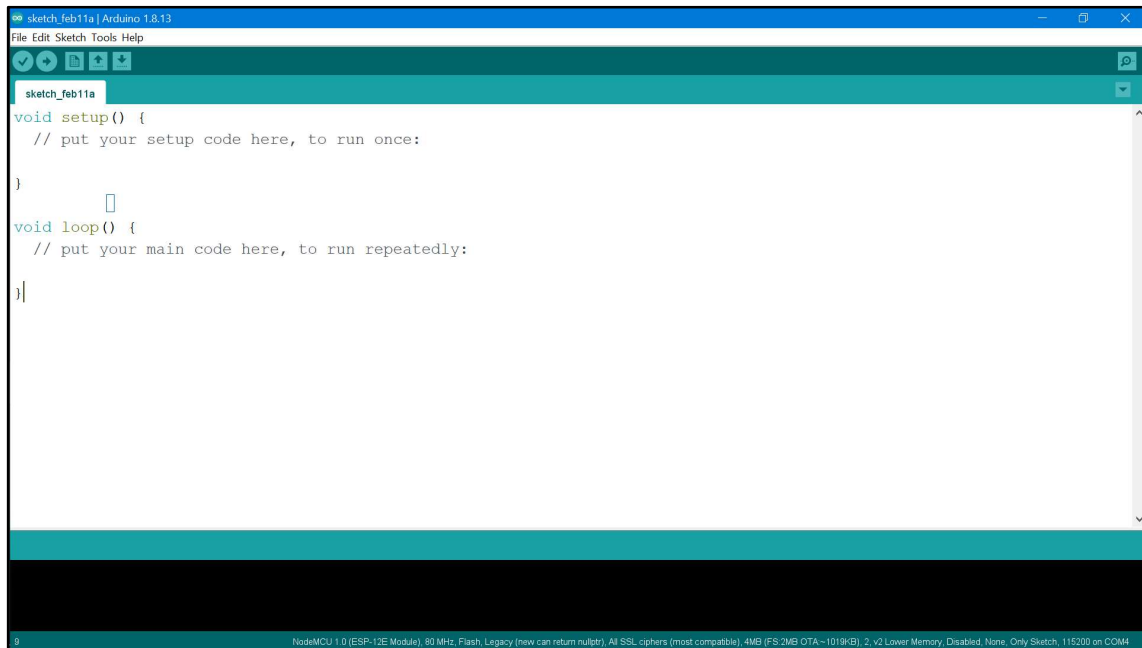 sketch_feb11a | Arduino 1.8.13
File Edit Sketch Tools Help
sketch_feb11a
void setup() {
  // put your setup code here, to run once:
}
void loop() {
  // put your main code here, to run repeatedly:
}
9
NodeMCU 1.0 (ESP-12E Module), 80 MHz, Flash, Legacy (new can return nullptr), All SSL ciphers (most compatible), 4MB (FS:2MB OTA:~1019KB), 2, v2 Lower Memory, Disabled, None, Only Sketch, 115200 on COM4